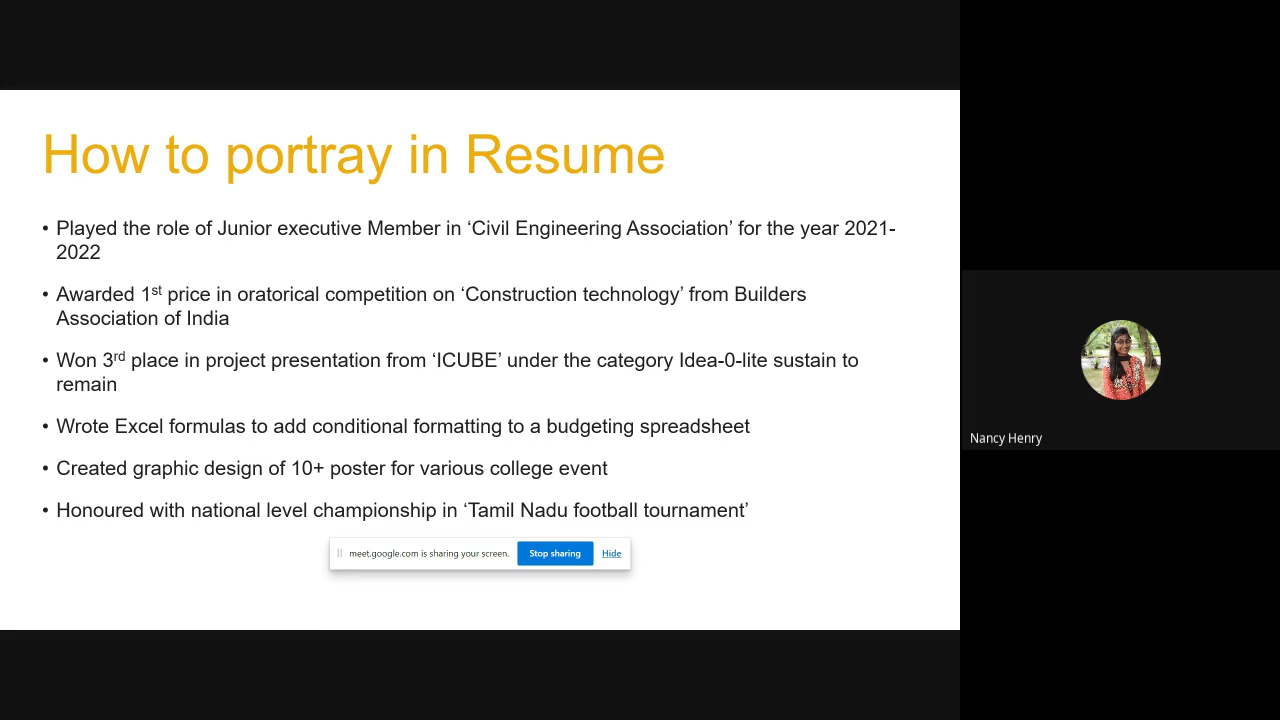 How to portray in Resume
• Played the role of Junior executive Member in ‘Civil Engineering Association’ for the year 2021-
2022
• Awarded 1st price in oratorical competition on ‘Construction technology’ from Builders
Association of India
• Won 3rd place in project presentation from ‘ICUBE’ under the category Idea-0-lite sustain to
remain
• Wrote Excel formulas to add conditional formatting to a budgeting spreadsheet
• Created graphic design of 10+ poster for various college event
• Honoured with national level championship in ‘Tamil Nadu football tournament’
meet.google.com is sharing your screen. Stop sharing Hide
Nancy Henry